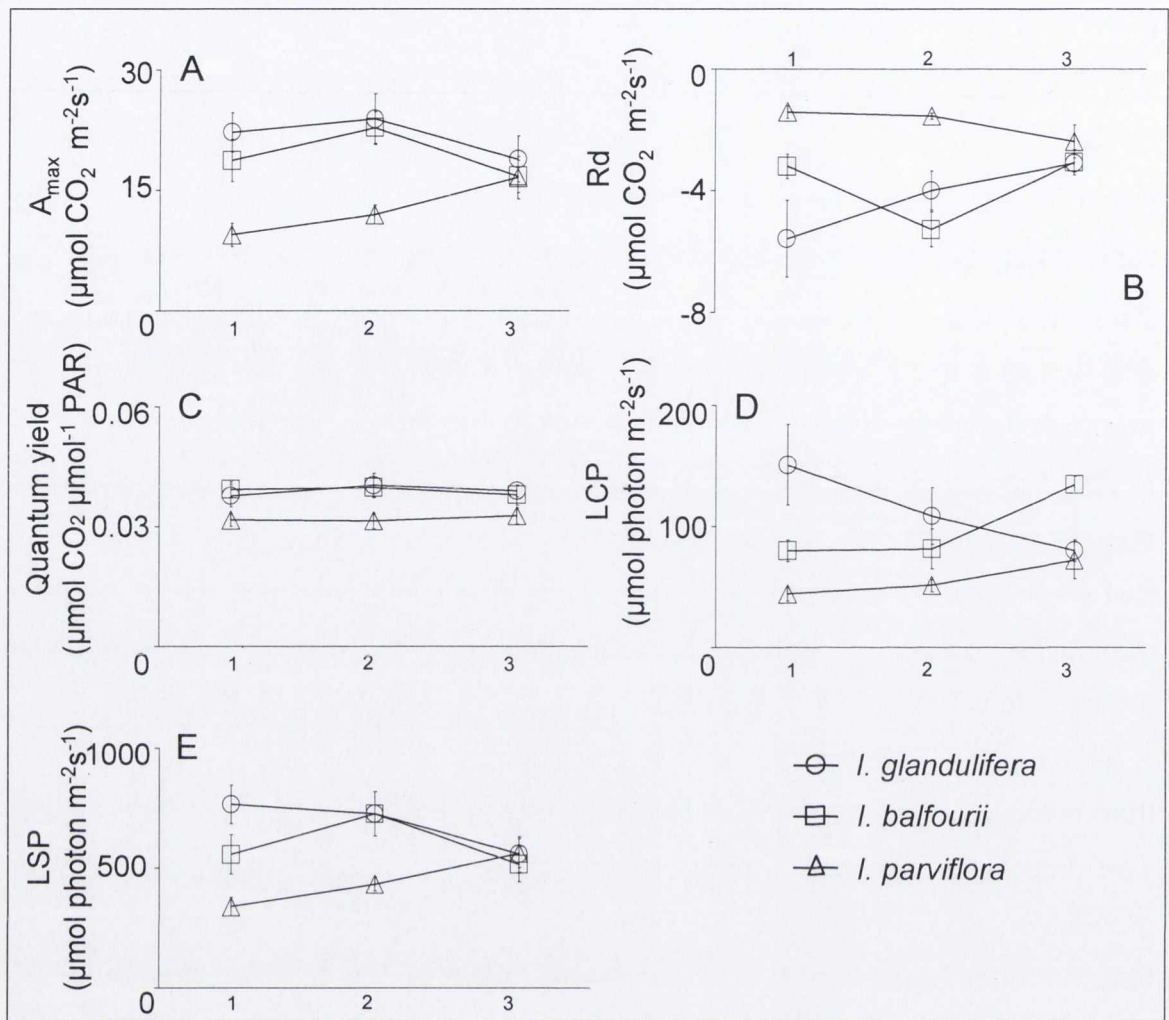 A
30
15
0
A_max
(µmol CO₂ m⁻²s⁻¹)
1 2 3
B
1 2 3
0
-4
-8
Rd
(µmol CO₂ m⁻²s⁻¹)
C
0.06
0.03
0
Quantum yield
(µmol CO₂ µmol⁻¹ PAR)
1 2 3
D
200
100
0
LCP
(µmol photon m⁻²s⁻¹)
1 2 3
E
1000
500
0
LSP
(µmol photon m⁻²s⁻¹)
1 2 3
I. glandulifera
I. balfourii
I. parviflora